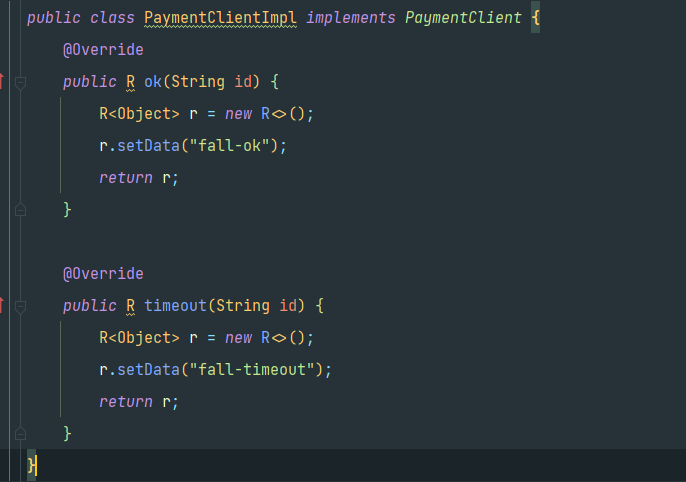 public class PaymentClientImpl implements PaymentClient {
@Override
public R ok(String id) {
R<Object> r = new R<>();
r.setData("fall-ok");
return r;
}
@Override
public R timeout(String id) {
R<Object> r = new R<>();
r.setData("fall-timeout");
return r;
}
}